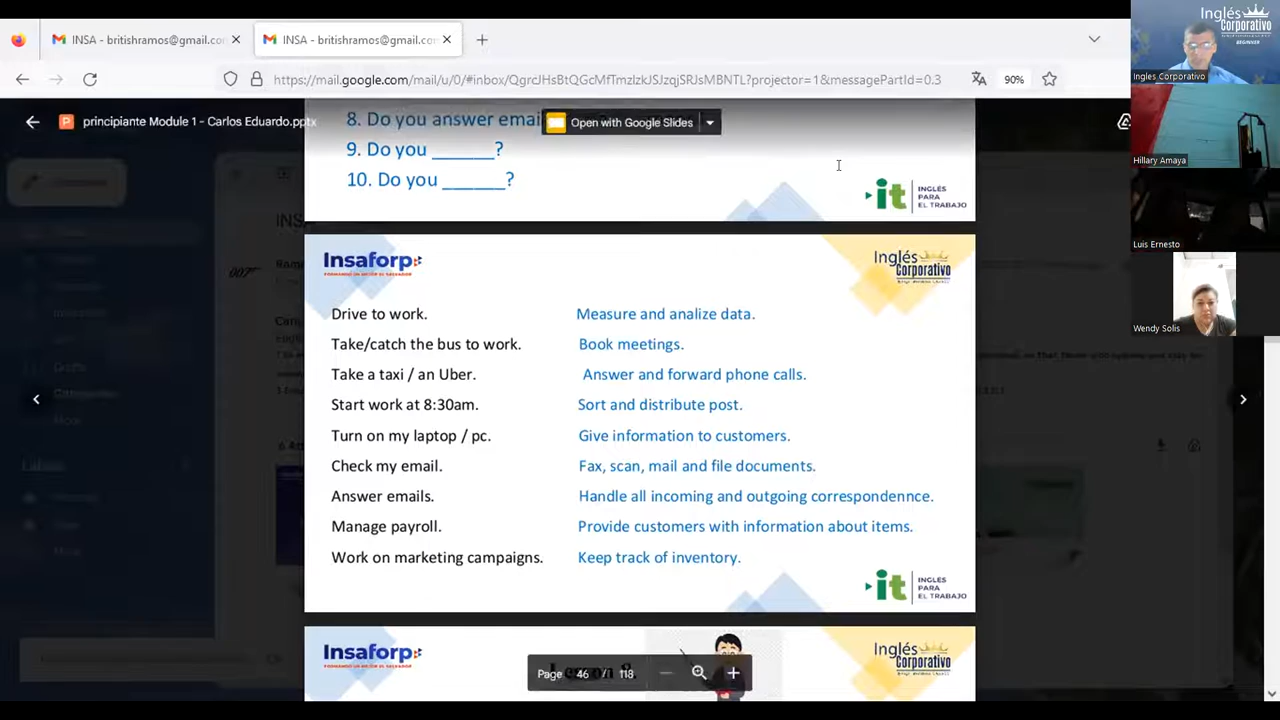 INSA - britishramos@gmail.co
INSA - britishramos@gmail.com
https://mail.google.com/mail/u/0/#inbox/QgrcJHsBtQGcMfTmzlzkJSJzqjSRJsMBNTL?projector=1&messagePartId=0.3
90%
principiante Module 1 - Carlos Eduardo.pptx
Open with Google Slides
8. Do you answer emai
9. Do you ______?
10. Do you ______?
it INGLES PARA EL TRABAJO
Insaforp
Inglés Corporativo
Drive to work.
Measure and analize data.
Take/catch the bus to work.
Book meetings.
Take a taxi / an Uber.
Answer and forward phone calls.
Start work at 8:30am.
Sort and distribute post.
Turn on my laptop / pc.
Give information to customers.
Check my email.
Fax, scan, mail and file documents.
Answer emails.
Handle all incoming and outgoing correspondennce.
Manage payroll.
Provide customers with information about items.
Work on marketing campaigns.
Keep track of inventory.
it INGLES PARA EL TRABAJO
Insaforp
Inglés Corporativo
Page 46 / 118
Inglés Corporativo
BEGINNER
Ingles Corporativo
Hillary Amaya
Luis Ernesto
Wendy Solis